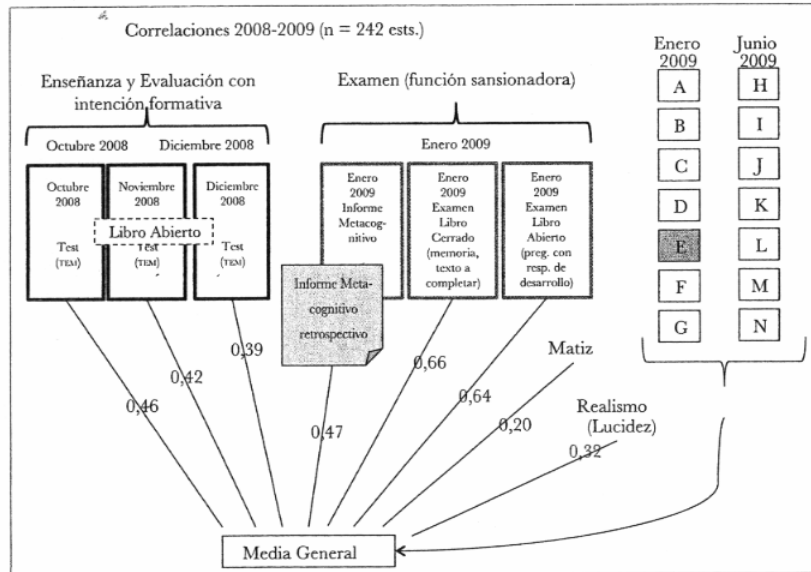 Correlaciones 2008-2009 (n = 242 ests.)
Enseñanza y Evaluación con
intención formativa
Octubre 2008
Diciembre 2008
Octubre
2008
Test
(TEM)
Noviembre
2008
Test
(TEM)
Diciembre
2008
Test
(TEM)
Libro Abierto
Examen (función sansionadora)
Enero 2009
Enero
2009
Informe
Metacog-
nitivo
Enero
2009
Examen
Libro
Cerrado
(memoria,
texto a
completar)
Enero
2009
Examen
Libro
Abierto
(preg. con
resp. de
desarrollo)
Informe Meta-
cognitivo
retrospectivo
Enero
2009
A
B
C
D
E
F
G
Junio
2009
H
I
J
K
L
M
N
Matiz
Realismo
(Lucidez)
0,46
0,42
0,39
0,47
0,66
0,64
0,20
0,32
Media General